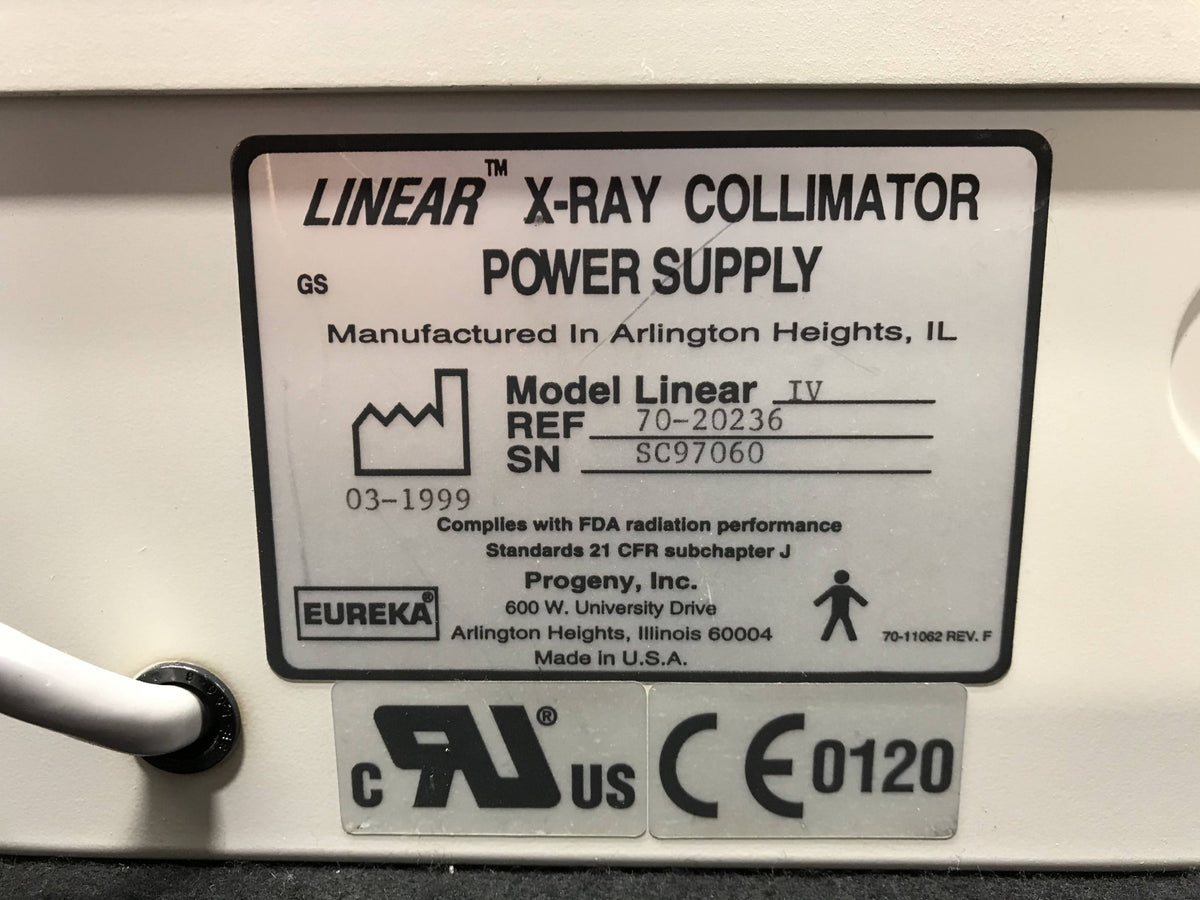 LINEAR™ X-RAY COLLIMATOR
GS POWER SUPPLY
Manufactured In Arlington Heights, IL
Model Linear IV
REF 70-20236
SN SC97060
03-1999
Complies with FDA radiation performance
Standards 21 CFR subchapter J
Progeny, Inc.
EUREKA® 600 W. University Drive
Arlington Heights, Illinois 60004
70-11062 REV. F
Made in U.S.A.
C RU® US CE 0120